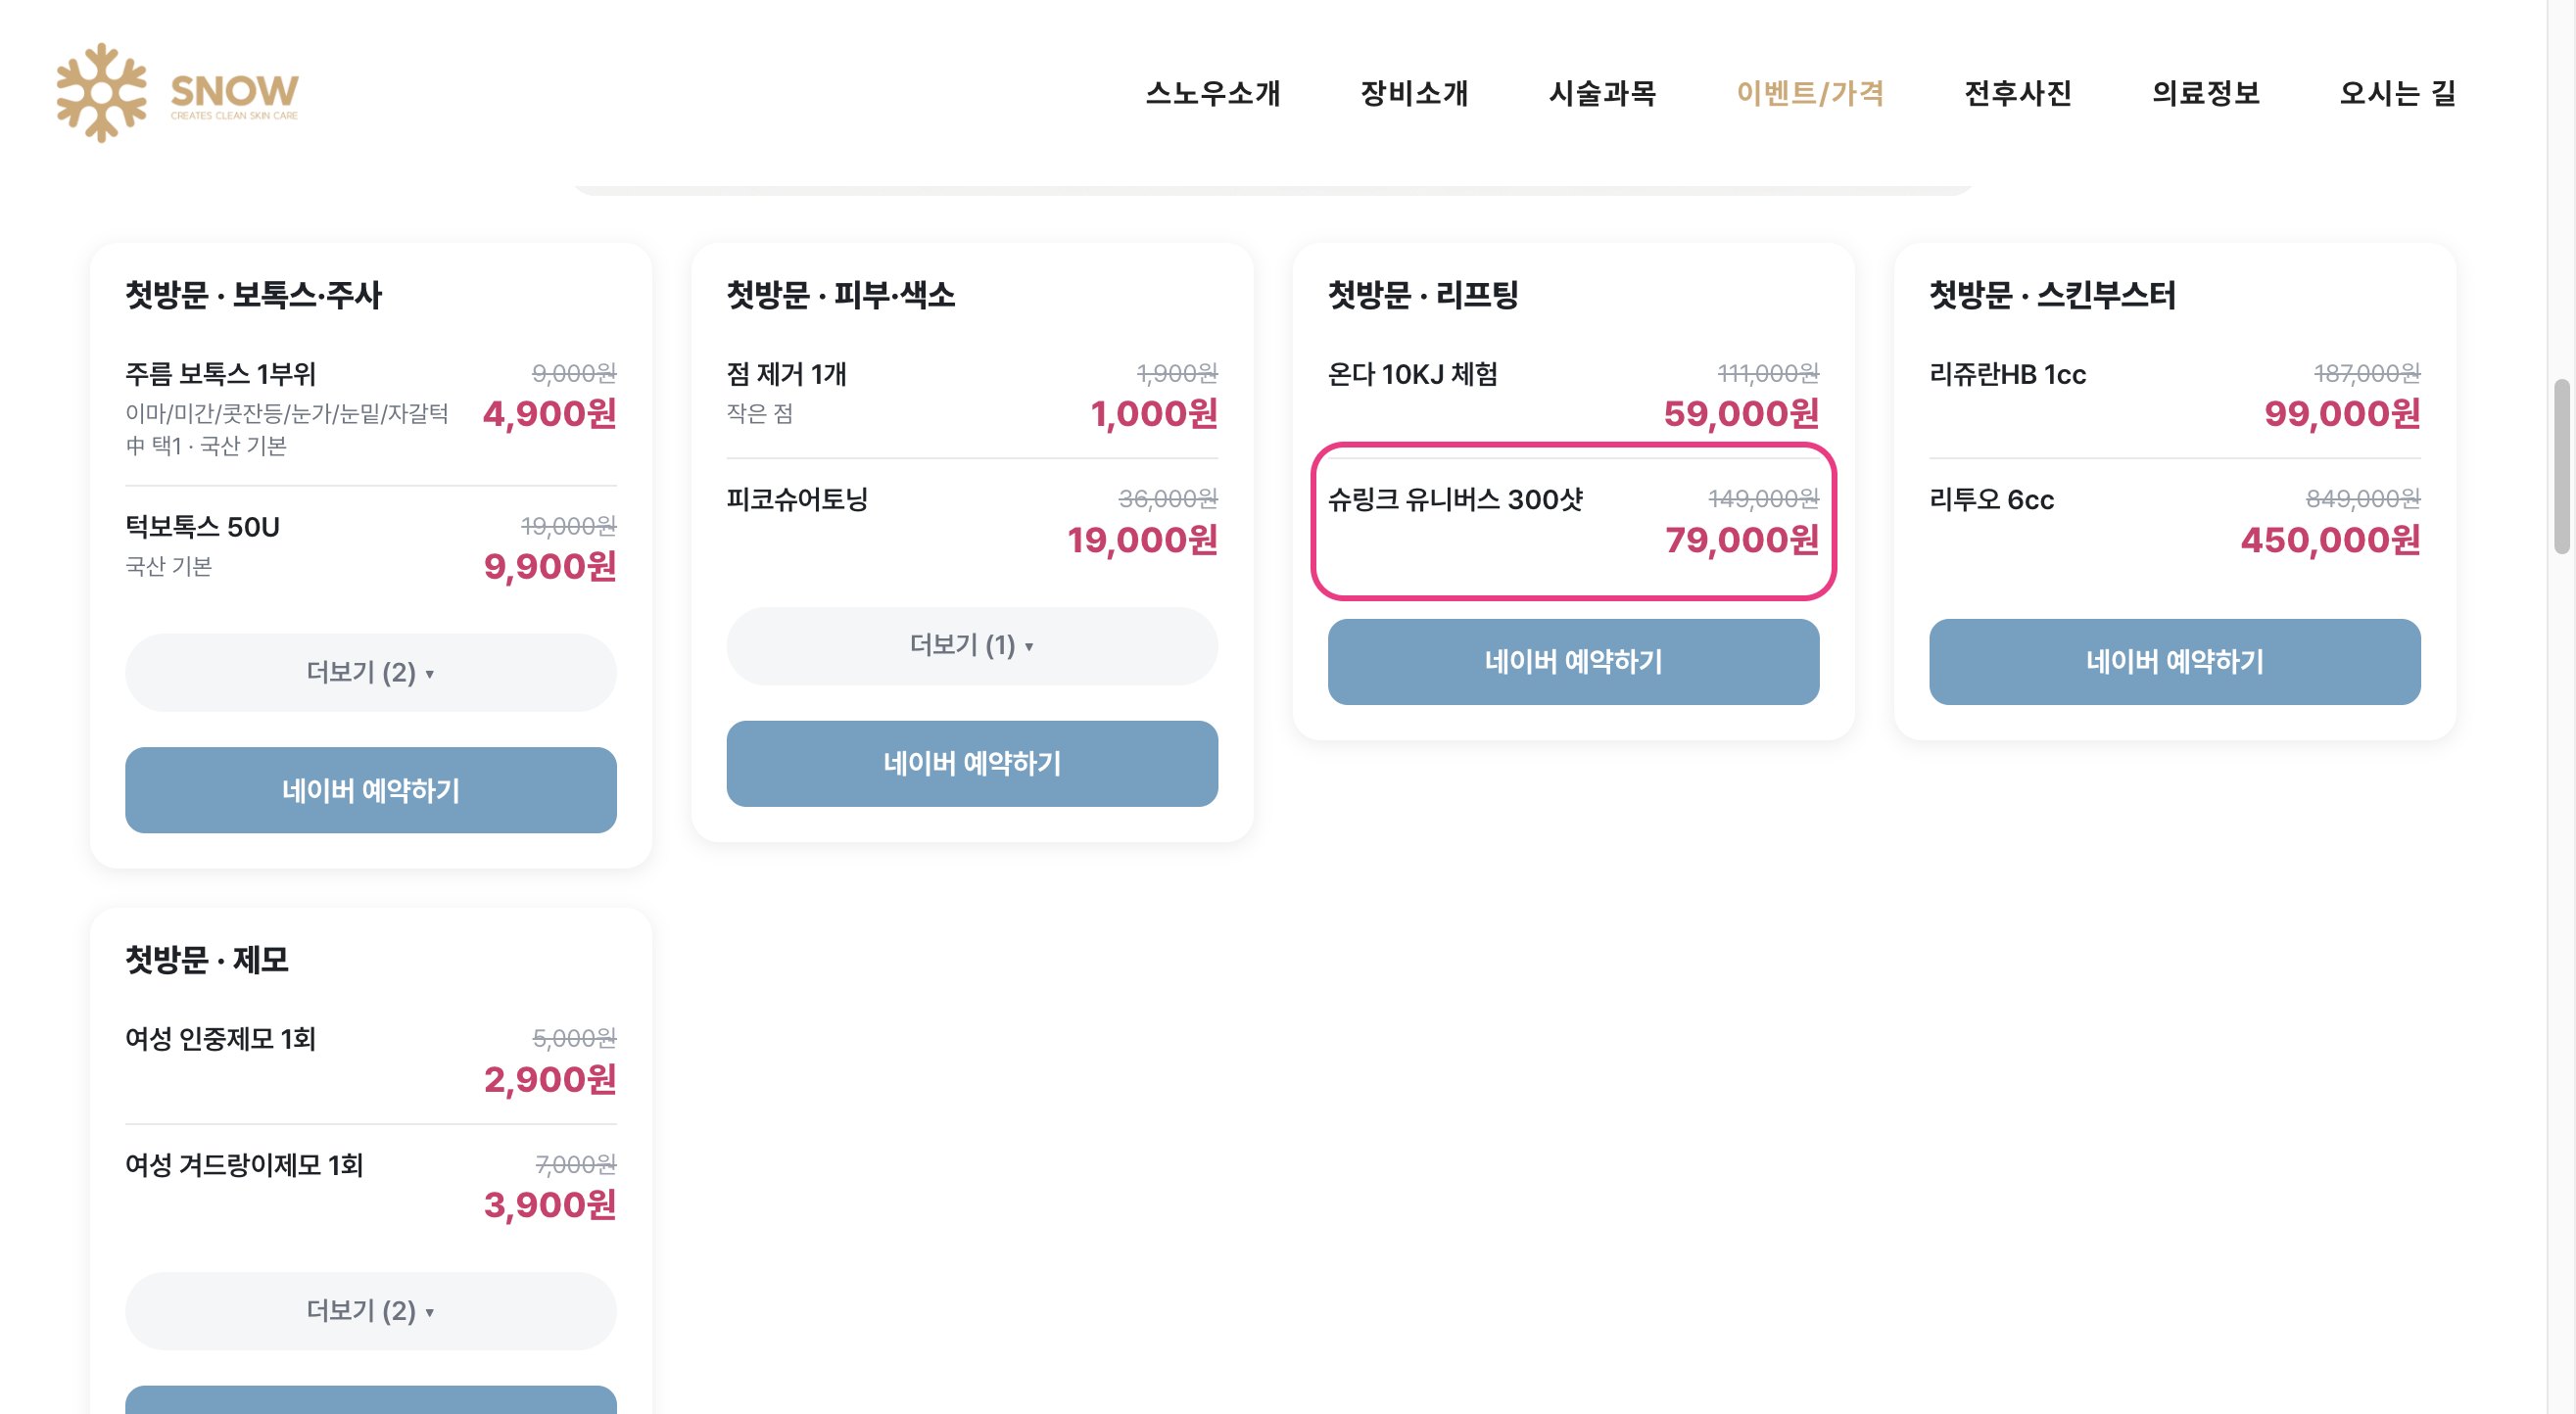 SNOW
CREATES CLEAN SKIN CARE
스노우소개
장비소개
시술과목
이벤트/가격
전후사진
의료정보
오시는 길
첫방문 · 보톡스·주사
주름 보톡스 1부위
9,000원
이마/미간/콧잔등/눈가/눈밑/자갈턱
中 택1 · 국산 기본
4,900원
턱보톡스 50U
19,000원
국산 기본
9,900원
더보기 (2) ▾
네이버 예약하기
첫방문 · 피부·색소
점 제거 1개
1,900원
작은 점
1,000원
피코슈어토닝
36,000원
19,000원
더보기 (1) ▾
네이버 예약하기
첫방문 · 리프팅
온다 10KJ 체험
111,000원
59,000원
슈링크 유니버스 300샷
149,000원
79,000원
네이버 예약하기
첫방문 · 스킨부스터
리쥬란HB 1cc
187,000원
99,000원
리투오 6cc
849,000원
450,000원
네이버 예약하기
첫방문 · 제모
여성 인중제모 1회
5,000원
2,900원
여성 겨드랑이제모 1회
7,000원
3,900원
더보기 (2) ▾